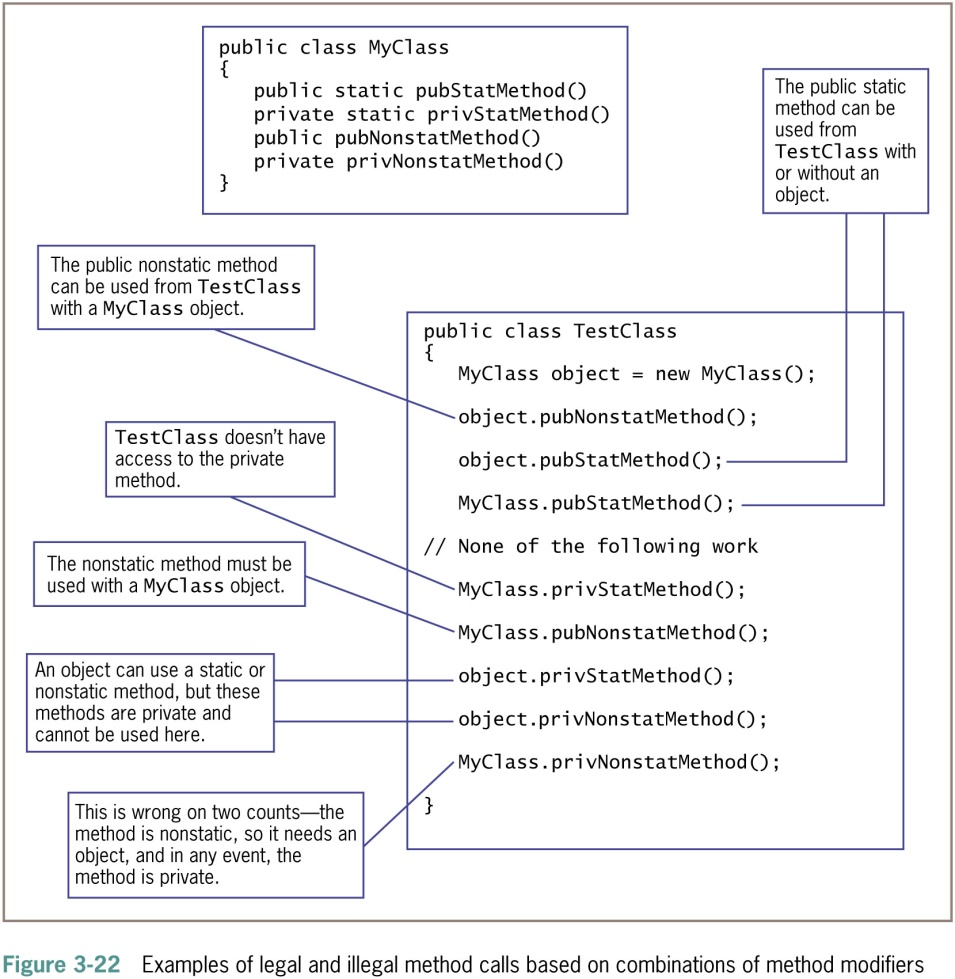 public class MyClass
{
public static pubStatMethod()
private static privStatMethod()
public pubNonstatMethod()
private privNonstatMethod()
}
The public static
method can be
used from
TestClass with
or without an
object.
The public nonstatic method
can be used from TestClass
with a MyClass object.
public class TestClass
{
MyClass object = new MyClass();
object.pubNonstatMethod();
TestClass doesn't have
access to the private
method.
object.pubStatMethod();
MyClass.pubStatMethod();
// None of the following work
The nonstatic method must be
used with a MyClass object.
MyClass.privStatMethod();
MyClass.pubNonstatMethod();
An object can use a static or
nonstatic method, but these
methods are private and
cannot be used here.
object.privStatMethod();
object.privNonstatMethod();
MyClass.privNonstatMethod();
This is wrong on two counts—the
method is nonstatic, so it needs an
object, and in any event, the
method is private.
}
Figure 3-22 Examples of legal and illegal method calls based on combinations of method modifiers